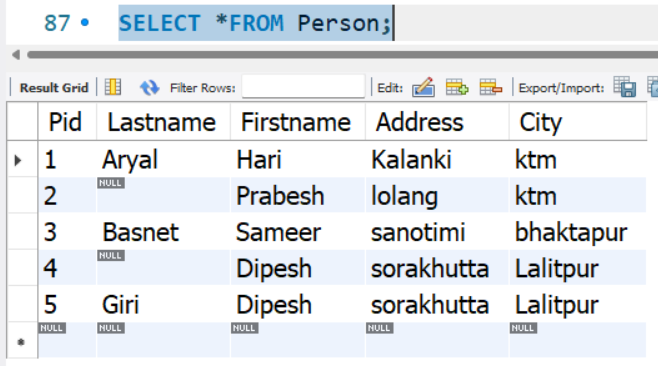 87 SELECT *FROM Person;
Result Grid Filter Rows: Edit: Export/Import:
Pid Lastname Firstname Address City
1 Aryal Hari Kalanki ktm
2 NULL Prabesh lolang ktm
3 Basnet Sameer sanotimi bhaktapur
4 NULL Dipesh sorakhutta Lalitpur
5 Giri Dipesh sorakhutta Lalitpur
NULL NULL NULL NULL NULL